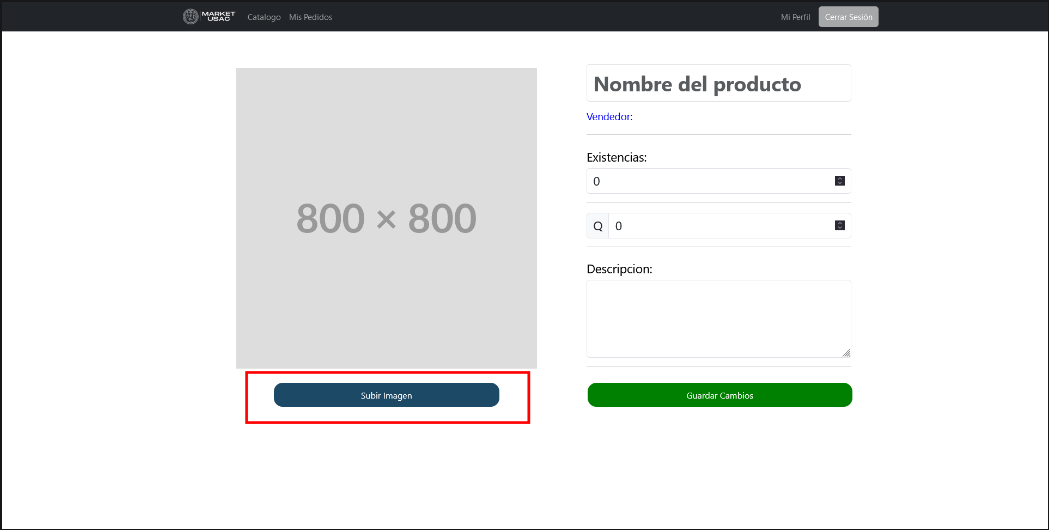 MARKET
USAC
Catalogo
Mis Pedidos
Mi Perfil
Cerrar Sesión
800 × 800
Nombre del producto
Vendedor:
Existencias:
0
Q
0
Descripcion:
Subir Imagen
Guardar Cambios